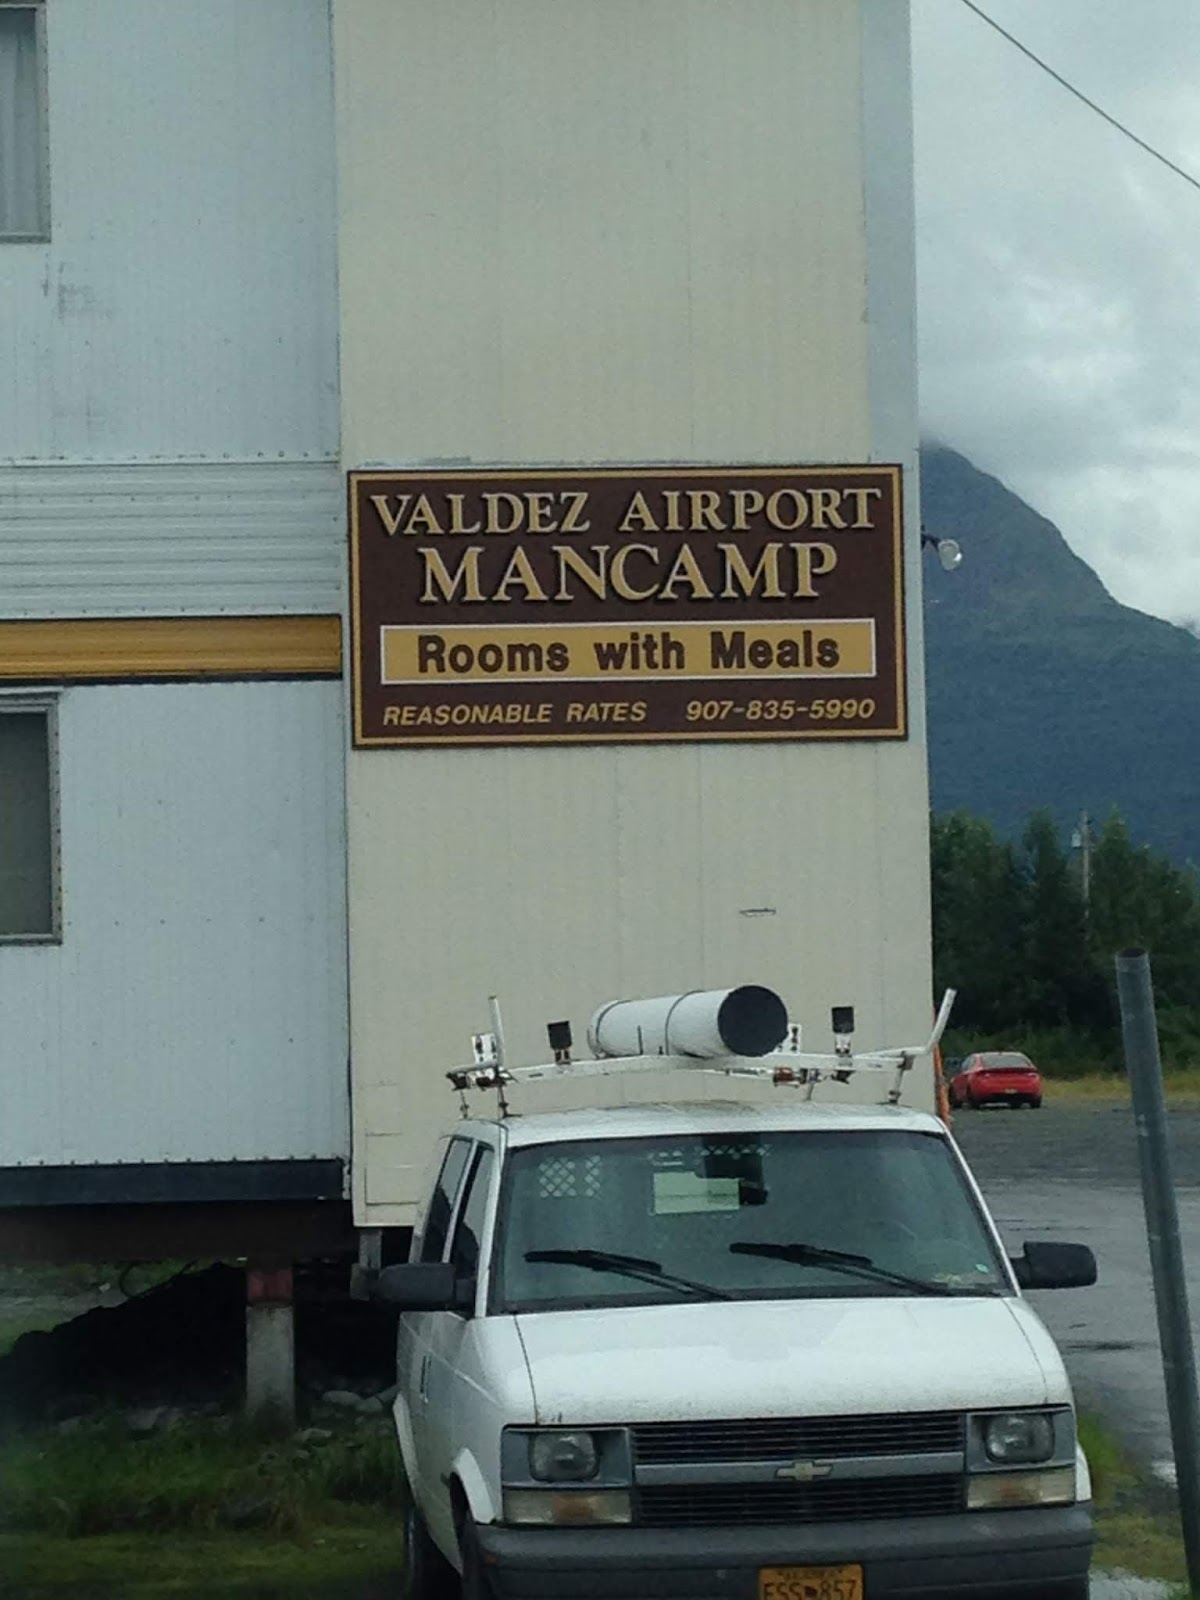 VALDEZ AIRPORT
MANCAMP
Rooms with Meals
REASONABLE RATES 907-835-5990